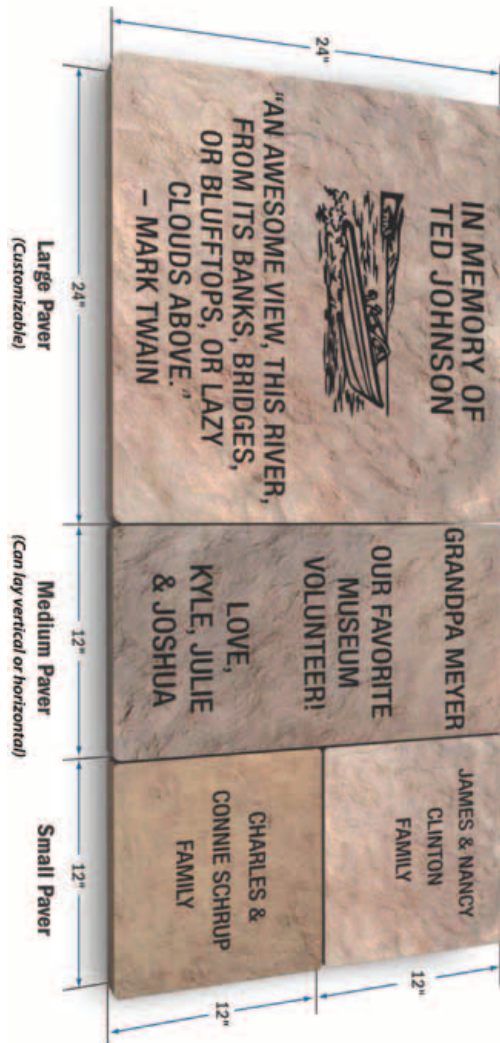 24"
IN MEMORY OF
TED JOHNSON
"AN AWESOME VIEW, THIS RIVER,
FROM ITS BANKS, BRIDGES,
OR BLUFFTOPS, OR LAZY
CLOUDS ABOVE."
– MARK TWAIN
24"
Large Paver
(Customizable)
GRANDPA MEYER
OUR FAVORITE
MUSEUM
VOLUNTEER!
LOVE,
KYLE, JULIE
& JOSHUA
12"
Medium Paver
(Can lay vertical or horizontal)
JAMES & NANCY
CLINTON
FAMILY
12"
CHARLES &
CONNIE SCHRUP
FAMILY
12"
12"
Small Paver